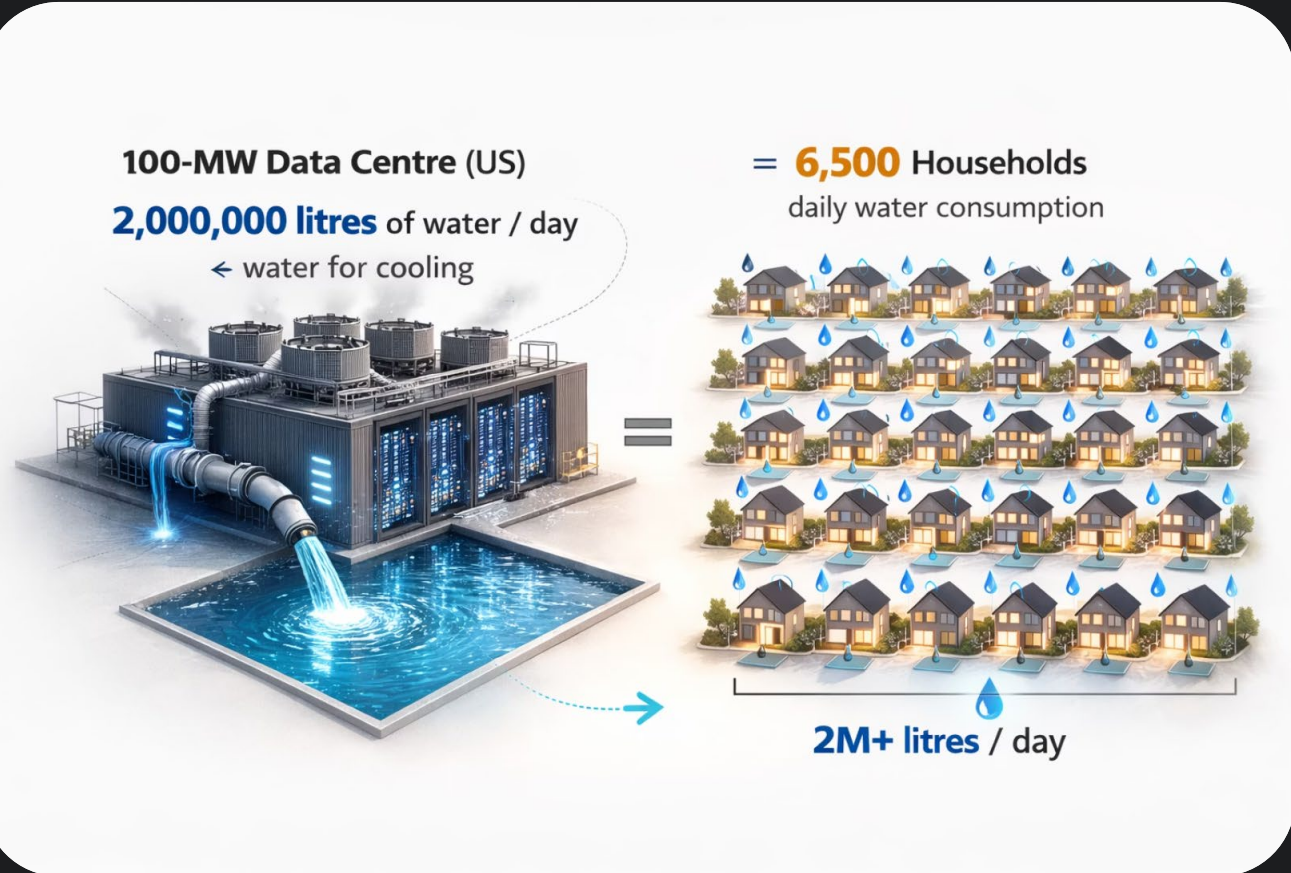 100-MW Data Centre (US)
2,000,000 litres of water / day
← water for cooling
= 6,500 Households
daily water consumption
=
2M+ litres / day